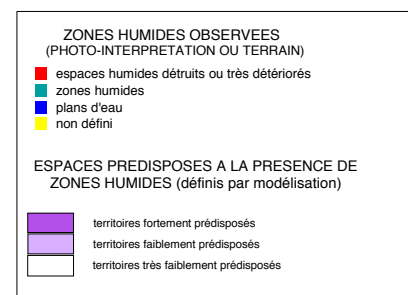 ZONES HUMIDES OBSERVEES
(PHOTO-INTERPRETATION OU TERRAIN)
espaces humides détruits ou très détériorés
zones humides
plans d'eau
non défini
ESPACES PREDISPOSES A LA PRESENCE DE
ZONES HUMIDES (définis par modélisation)
territoires fortement prédisposés
territoires faiblement prédisposés
territoires très faiblement prédisposés